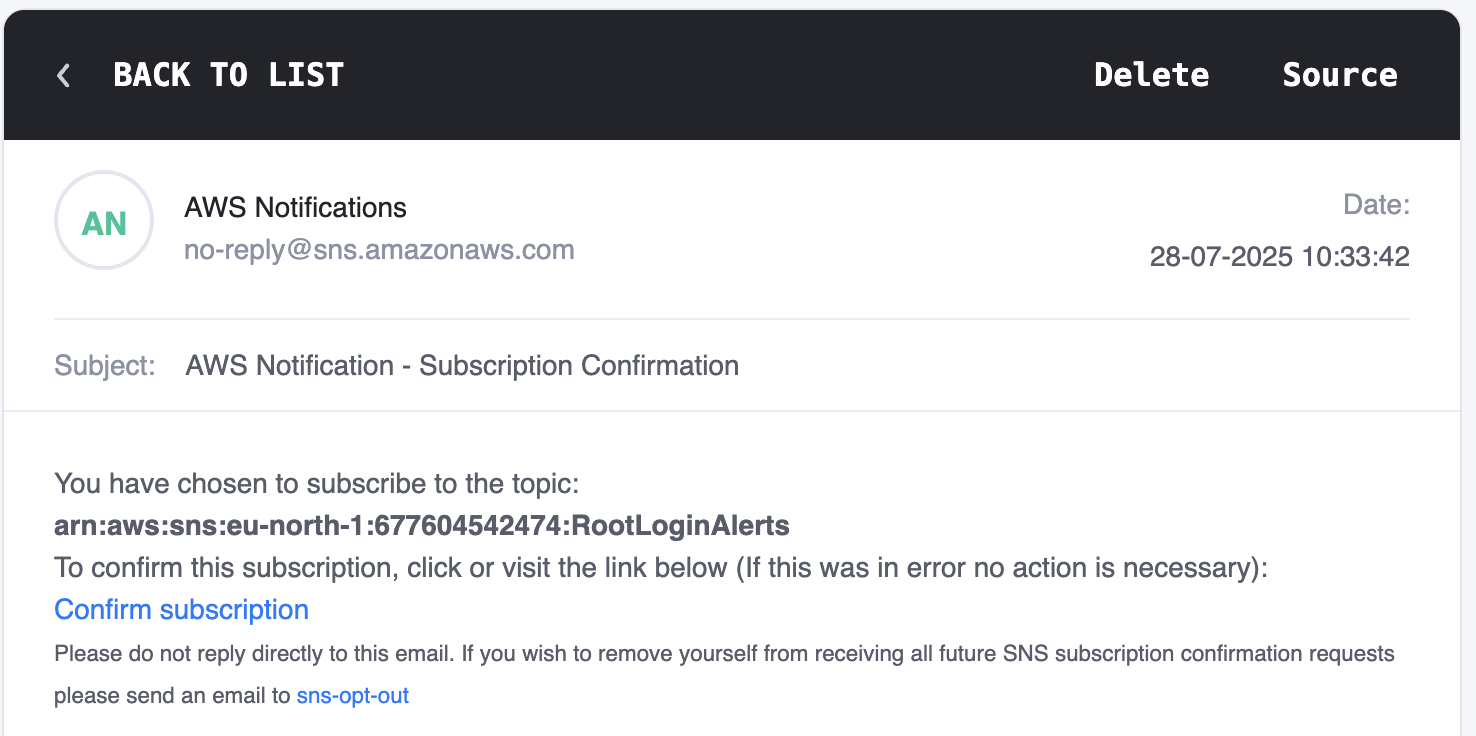 BACK TO LIST Delete Source
AN
AWS Notifications
no-reply@sns.amazonaws.com
Date:
28-07-2025 10:33:42
Subject: AWS Notification - Subscription Confirmation
You have chosen to subscribe to the topic:
arn:aws:sns:eu-north-1:677604542474:RootLoginAlerts
To confirm this subscription, click or visit the link below (If this was in error no action is necessary):
Confirm subscription
Please do not reply directly to this email. If you wish to remove yourself from receiving all future SNS subscription confirmation requests
please send an email to sns-opt-out